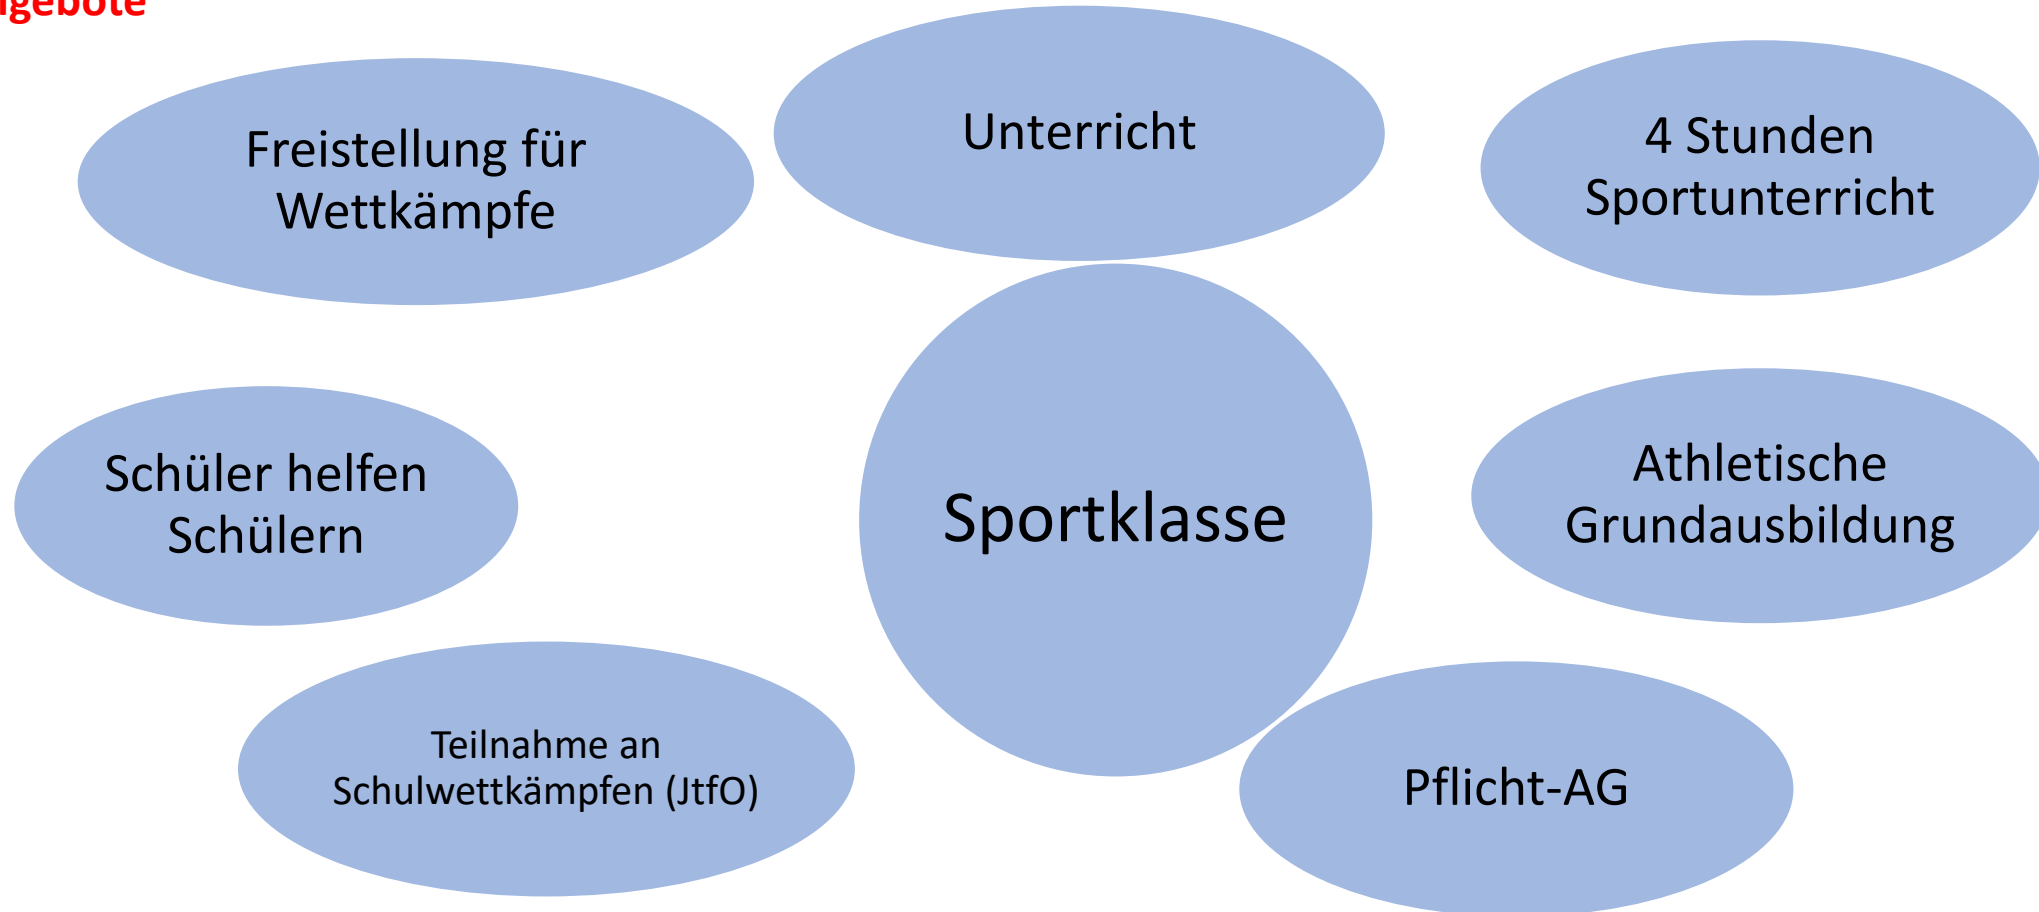 Freistellung für
Wettkämpfe
Unterricht
4 Stunden
Sportunterricht
Schüler helfen
Schülern
Sportklasse
Athletische
Grundausbildung
Teilnahme an
Schulwettkämpfen (JtfO)
Pflicht-AG